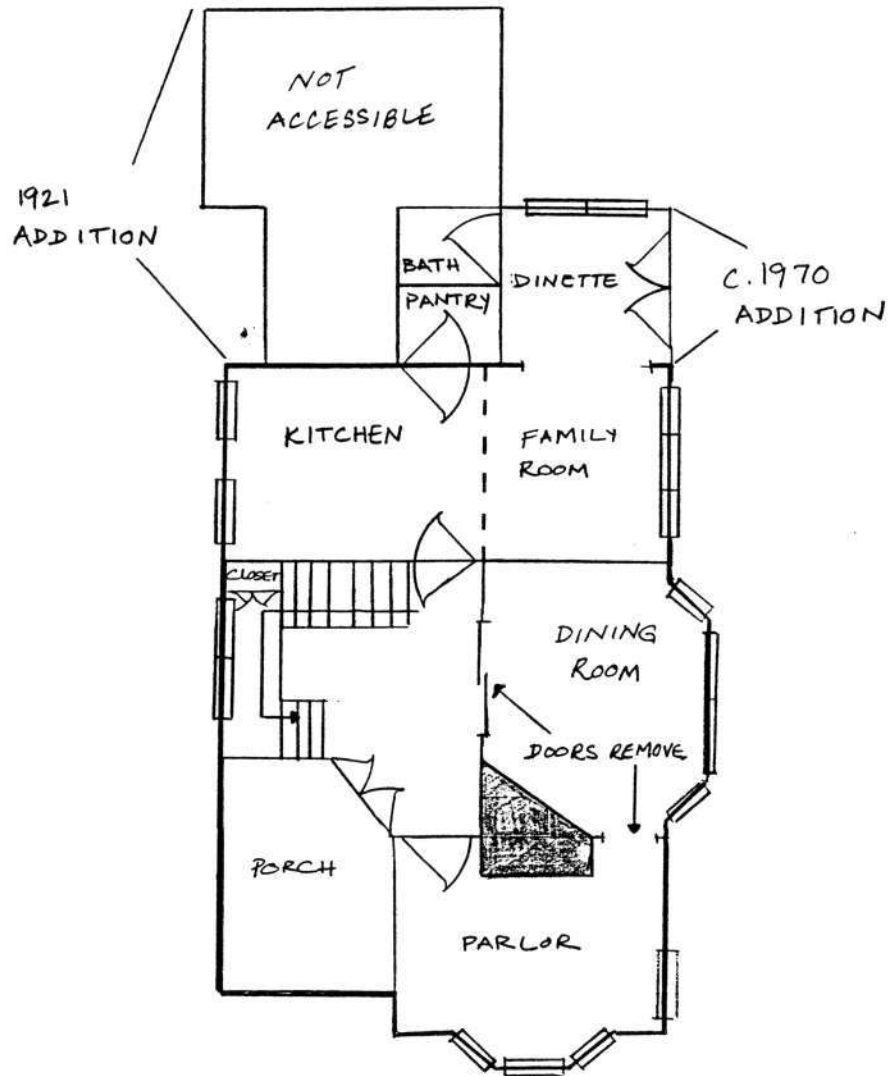 NOT
ACCESSIBLE
1921
ADDITION
BATH
DINETTE
PANTRY
C. 1970
ADDITION
KITCHEN
FAMILY
ROOM
CLOSET
DINING
ROOM
DOORS REMOVE
PORCH
PARLOR